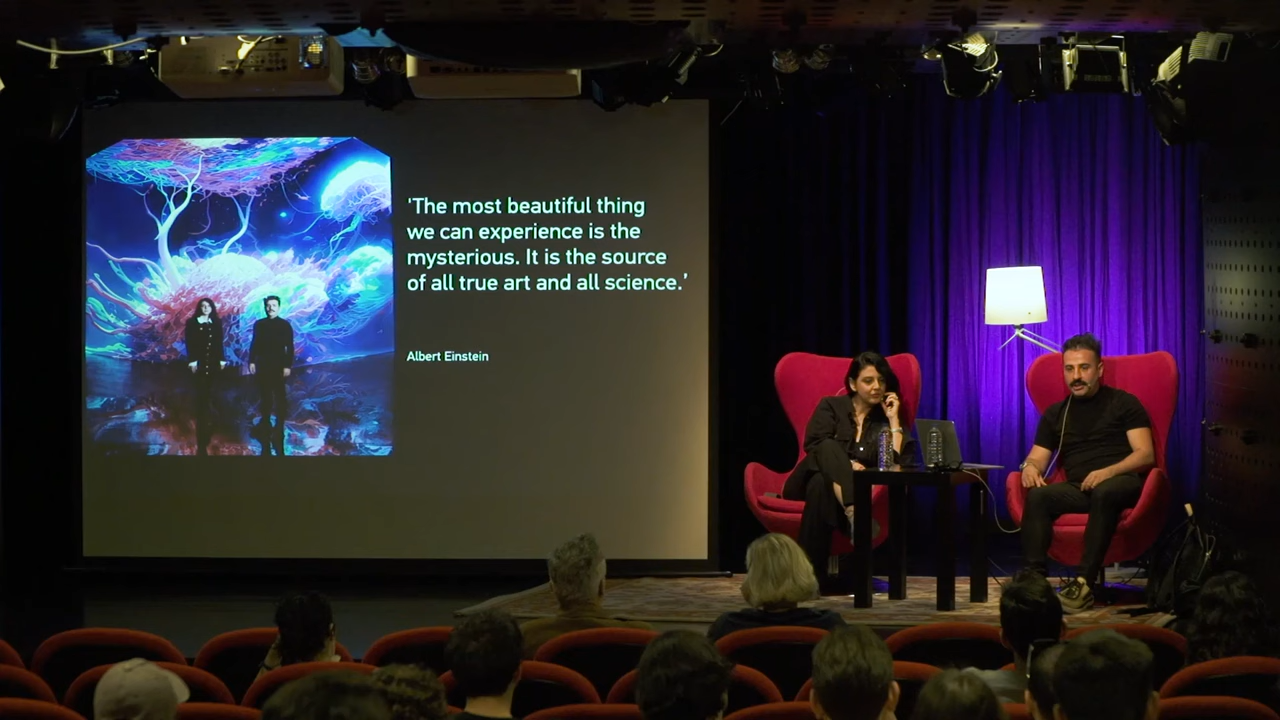 'The most beautiful thing
we can experience is the
mysterious. It is the source
of all true art and all science.'
Albert Einstein